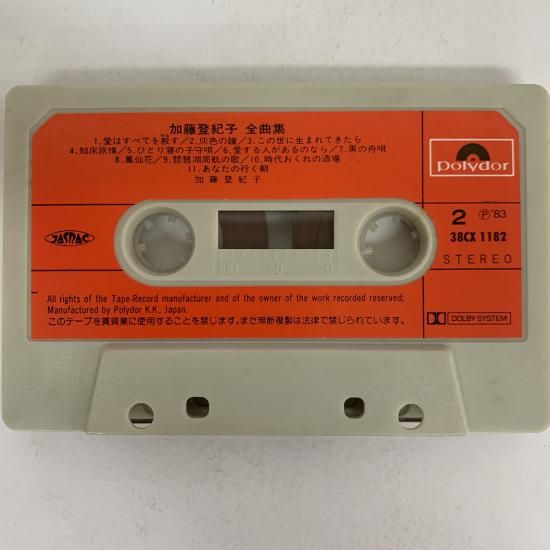 加藤登紀子 全曲集
1.愛はすべてを赦す/2.灰色の瞳/3.この世に生まれてきたら
4.知床旅情/5.ひとり寝の子守唄/6.愛する人があるのなら/7.黒の舟唄
8.鳳仙花/9.琵琶湖周航の歌/10.時代おくれの酒場
11.あなたの行く朝
加藤登紀子
polydor
JASRAC
2 Ⓟ'83
38CX 1182
STEREO
100 50 0
All rights of the Tape-Record manufacturer and of the owner of the work recorded reserved;
Manufactured by Polydor K.K., Japan.
このテープを賃貸業に使用することを禁じます。また無断複製は法律で禁じられています。
DOLBY SYSTEM